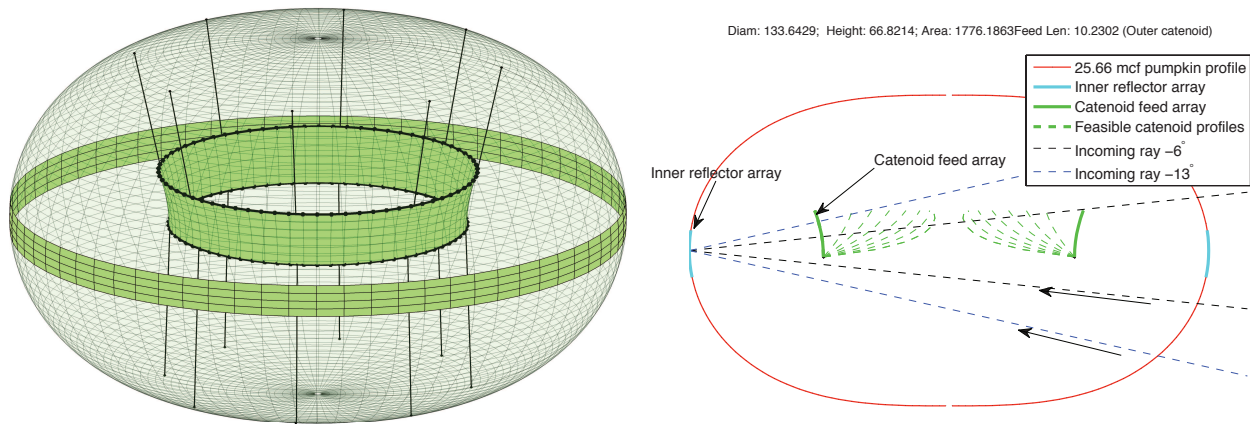 Diam: 133.6429;  Height: 66.8214; Area: 1776.1863Feed Len: 10.2302 (Outer catenoid)
25.66 mcf pumpkin profile
Inner reflector array
Catenoid feed array
Feasible catenoid profiles
Incoming ray −6°
Incoming ray −13°
Catenoid feed array
Inner reflector array